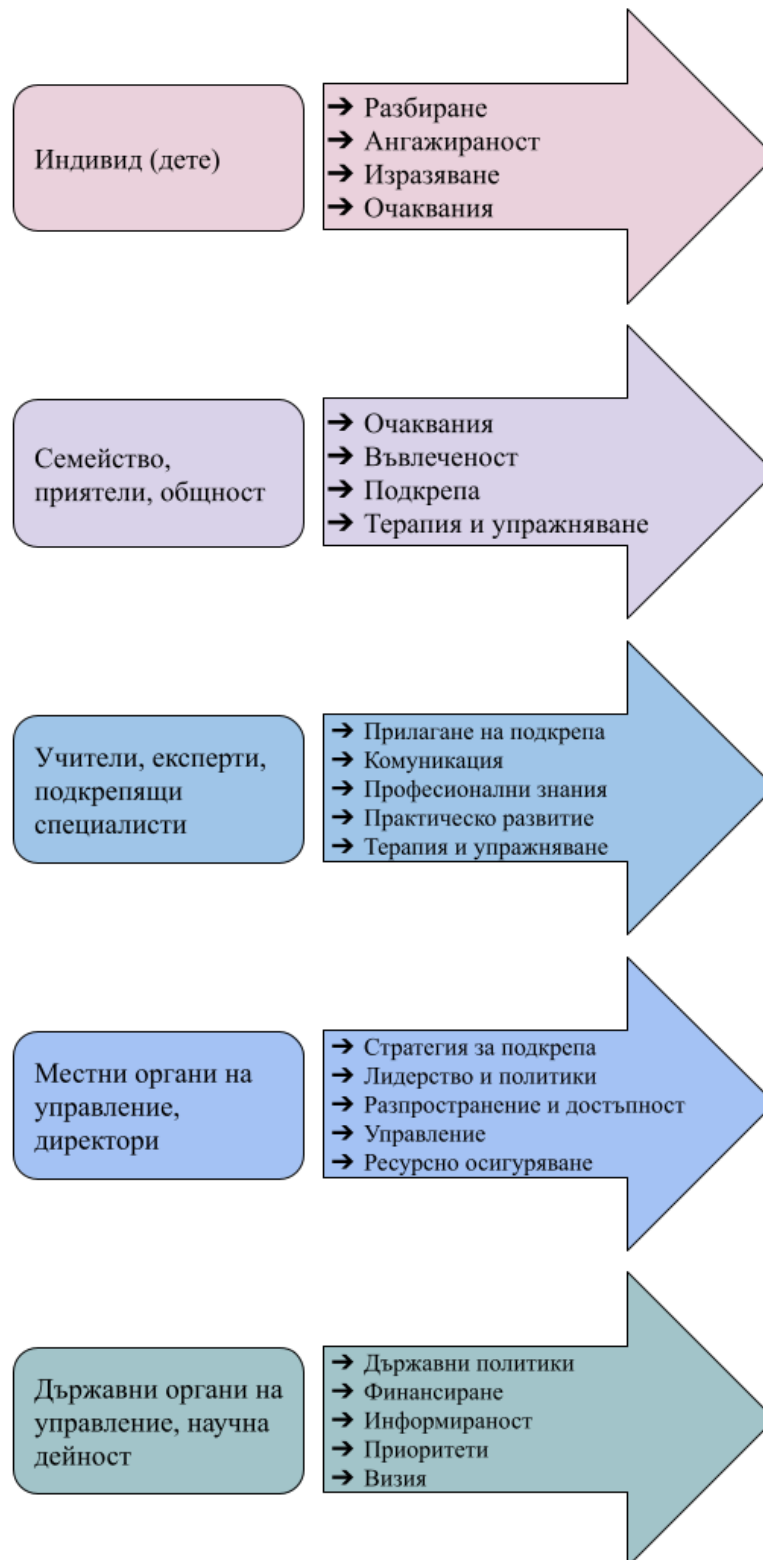 Индивид (дете)
➔ Разбиране
➔ Ангажираност
➔ Изразяване
➔ Очаквания
Семейство,
приятели, общност
➔ Очаквания
➔ Въвлеченост
➔ Подкрепа
➔ Терапия и упражняване
Учители, експерти,
подкрепящи
специалисти
➔ Прилагане на подкрепа
➔ Комуникация
➔ Професионални знания
➔ Практическо развитие
➔ Терапия и упражняване
Местни органи на
управление,
директори
➔ Стратегия за подкрепа
➔ Лидерство и политики
➔ Разпространение и достъпност
➔ Управление
➔ Ресурсно осигуряване
Държавни органи на
управление, научна
дейност
➔ Държавни политики
➔ Финансиране
➔ Информираност
➔ Приоритети
➔ Визия